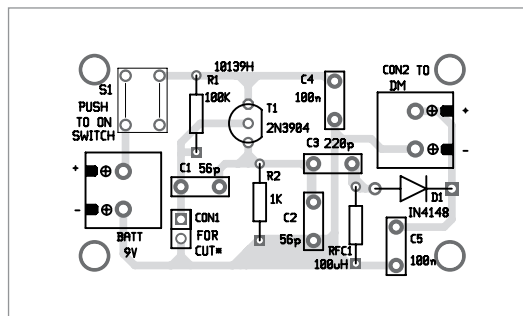 10139H
S1
PUSH
TO ON
SWITCH
R1
100K
T1
2N3904
C4
100n
CON2 TO
DM
+
-
C3 220p
C1 56p
R2
1K
C2
56p
+
-
BATT
9V
CON1
FOR
CUT*
RFC1
100uH
D1
IN4148
C5
100n